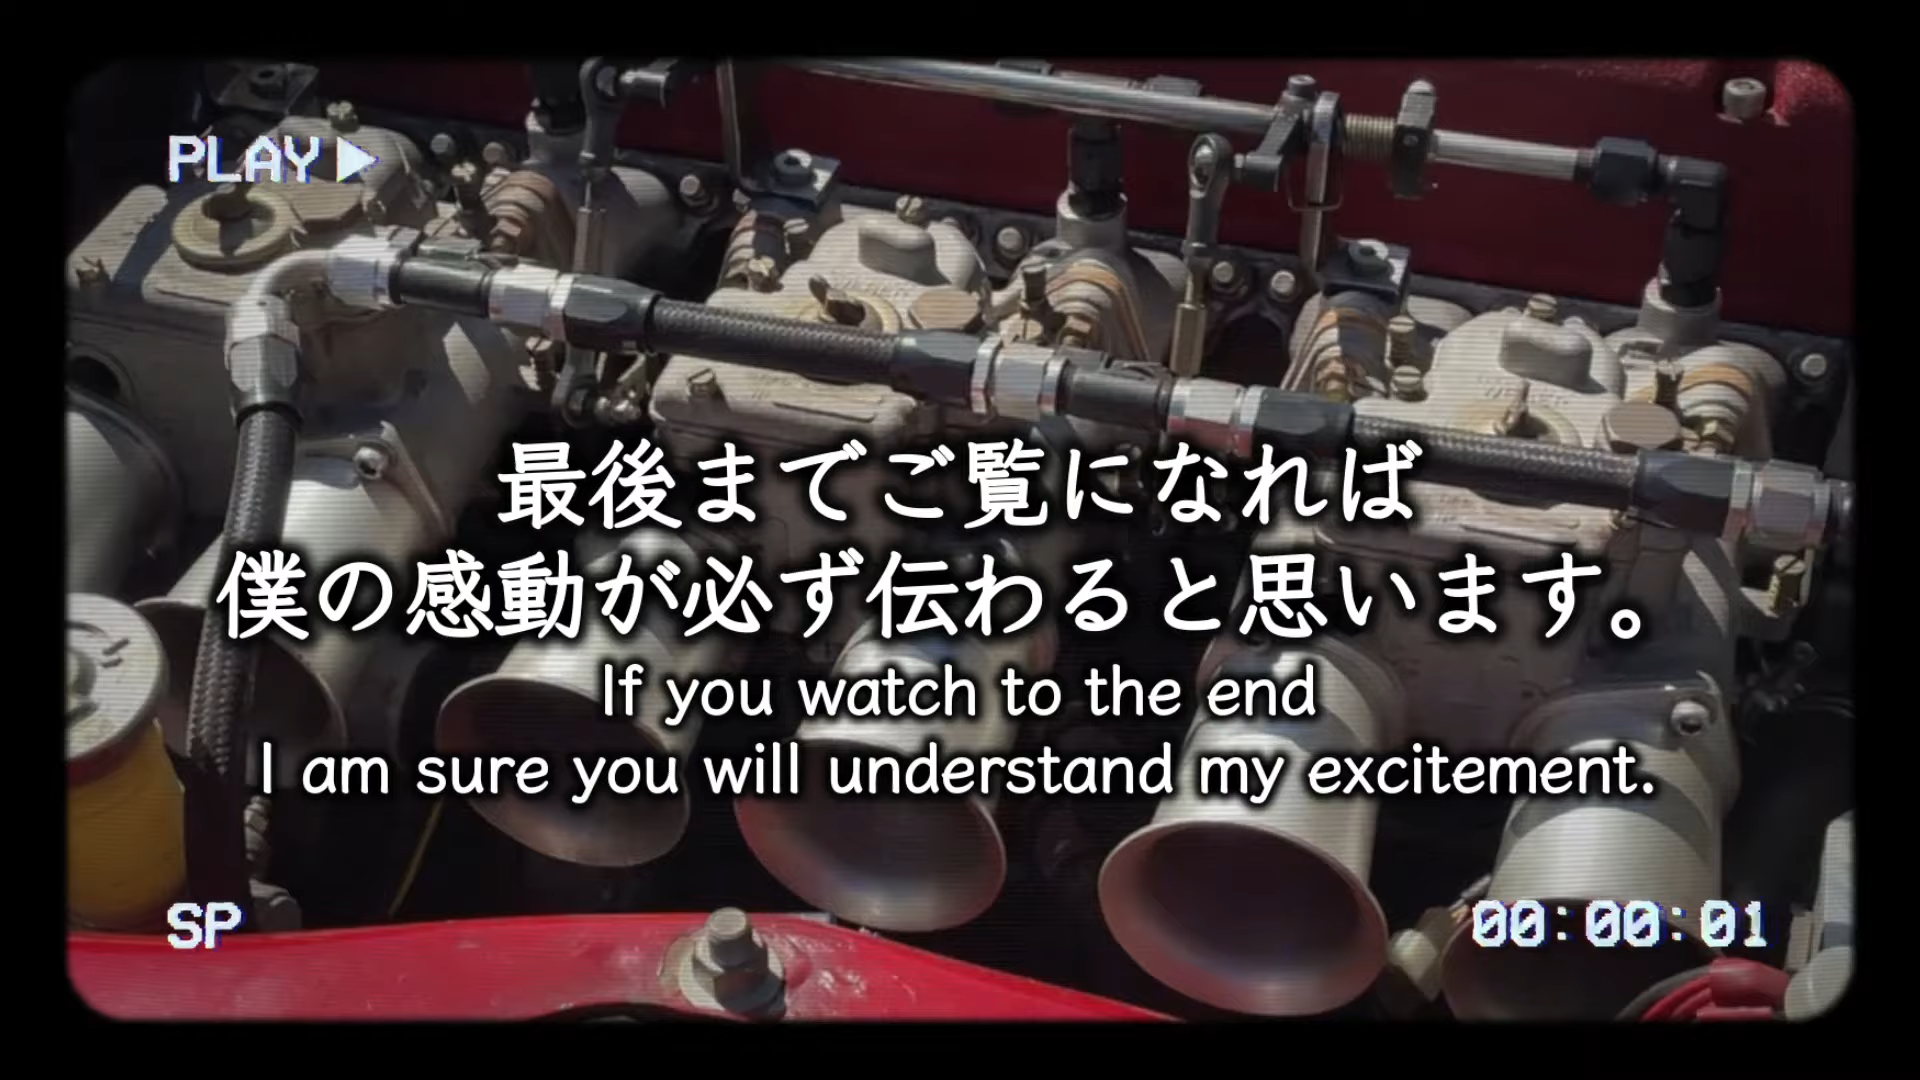 PLAY
最後までご覧になれば
僕の感動が必ず伝わると思います。
If you watch to the end
I am sure you will understand my excitement.
SP
00:00:01